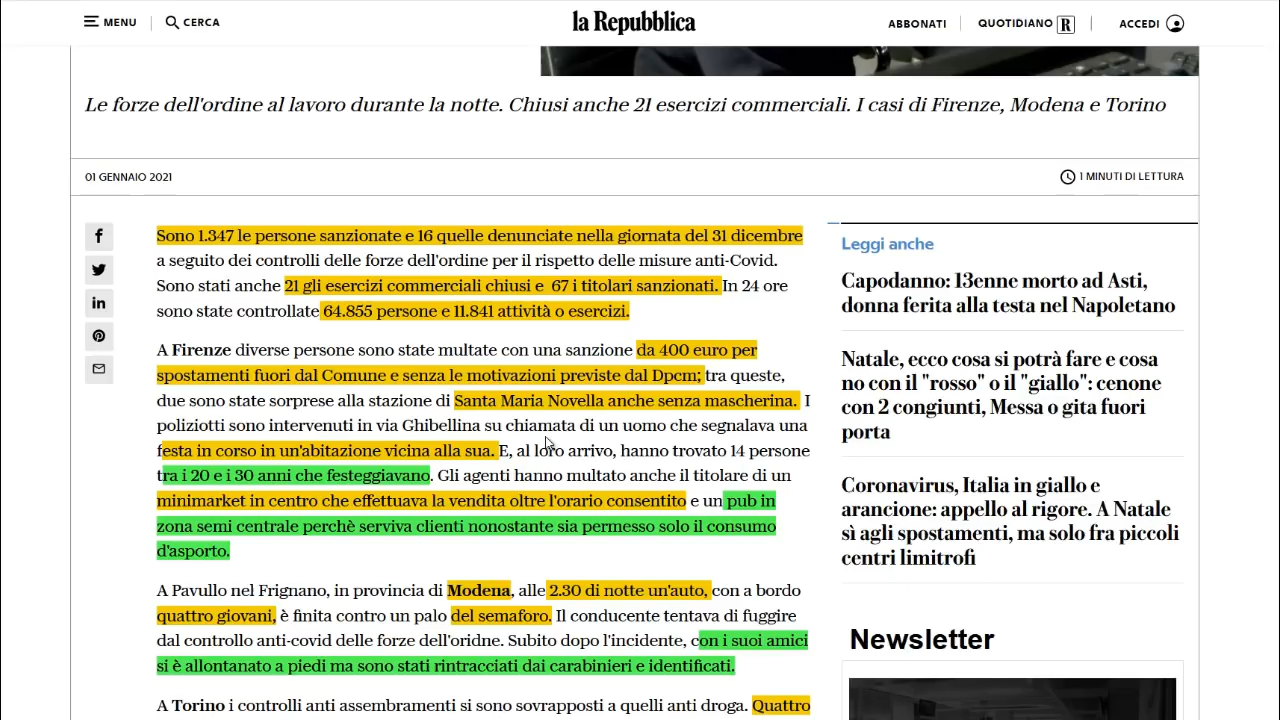 MENU
CERCA
la Repubblica
ABBONATI
QUOTIDIANO R
ACCEDI
Le forze dell'ordine al lavoro durante la notte. Chiusi anche 21 esercizi commerciali. I casi di Firenze, Modena e Torino
01 GENNAIO 2021
1 MINUTI DI LETTURA
Sono 1.347 le persone sanzionate e 16 quelle denunciate nella giornata del 31 dicembre
a seguito dei controlli delle forze dell'ordine per il rispetto delle misure anti-Covid.
Sono stati anche 21 gli esercizi commerciali chiusi e 67 i titolari sanzionati. In 24 ore
sono state controllate 64.855 persone e 11.841 attività o esercizi.
A Firenze diverse persone sono state multate con una sanzione da 400 euro per
spostamenti fuori dal Comune e senza le motivazioni previste dal Dpcm; tra queste,
due sono state sorprese alla stazione di Santa Maria Novella anche senza mascherina. I
poliziotti sono intervenuti in via Ghibellina su chiamata di un uomo che segnalava una
festa in corso in un'abitazione vicina alla sua. E, al loro arrivo, hanno trovato 14 persone
tra i 20 e i 30 anni che festeggiavano. Gli agenti hanno multato anche il titolare di un
minimarket in centro che effettuava la vendita oltre l'orario consentito e un pub in
zona semi centrale perchè serviva clienti nonostante sia permesso solo il consumo
d'asporto.
A Pavullo nel Frignano, in provincia di Modena, alle 2.30 di notte un'auto, con a bordo
quattro giovani, è finita contro un palo del semaforo. Il conducente tentava di fuggire
dal controllo anti-covid delle forze dell'oridne. Subito dopo l'incidente, con i suoi amici
si è allontanato a piedi ma sono stati rintracciati dai carabinieri e identificati.
A Torino i controlli anti assembramenti si sono sovrapposti a quelli anti droga. Quattro
Leggi anche
Capodanno: 13enne morto ad Asti,
donna ferita alla testa nel Napoletano
Natale, ecco cosa si potrà fare e cosa
no con il "rosso" o il "giallo": cenone
con 2 congiunti, Messa o gita fuori
porta
Coronavirus, Italia in giallo e
arancione: appello al rigore. A Natale
sì agli spostamenti, ma solo fra piccoli
centri limitrofi
Newsletter